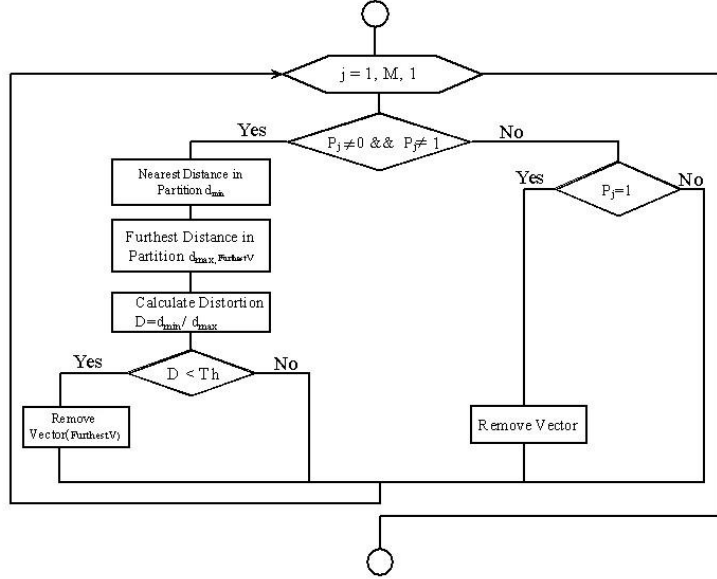 j = 1, M, 1
Yes
P_j ≠ 0 && P_j ≠ 1
No
Nearest Distance in
Partition d_min
Yes
P_j=1
No
Furthest Distance in
Partition d_max, FurthestV
Calculate Distortion
D=d_min / d_max
Yes
D < Th
No
Remove
Vector(FurthestV)
Remove Vector